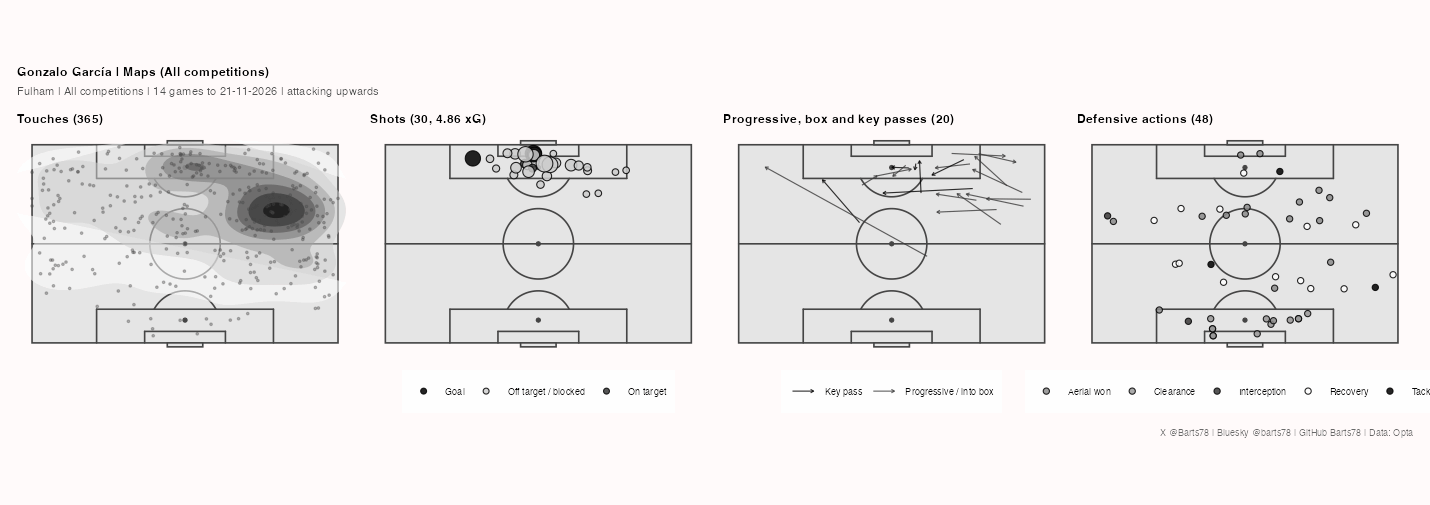 Gonzalo García | Maps (All competitions)
Fulham | All competitions | 14 games to 21-11-2026 | attacking upwards
Touches (365)
Shots (30, 4.86 xG)
Progressive, box and key passes (20)
Defensive actions (48)
Goal
Off target / blocked
On target
Key pass
Progressive / into box
Aerial won
Clearance
Interception
Recovery
Tack
X @Barts78 | Bluesky @barts78 | GitHub Barts78 | Data: Opta